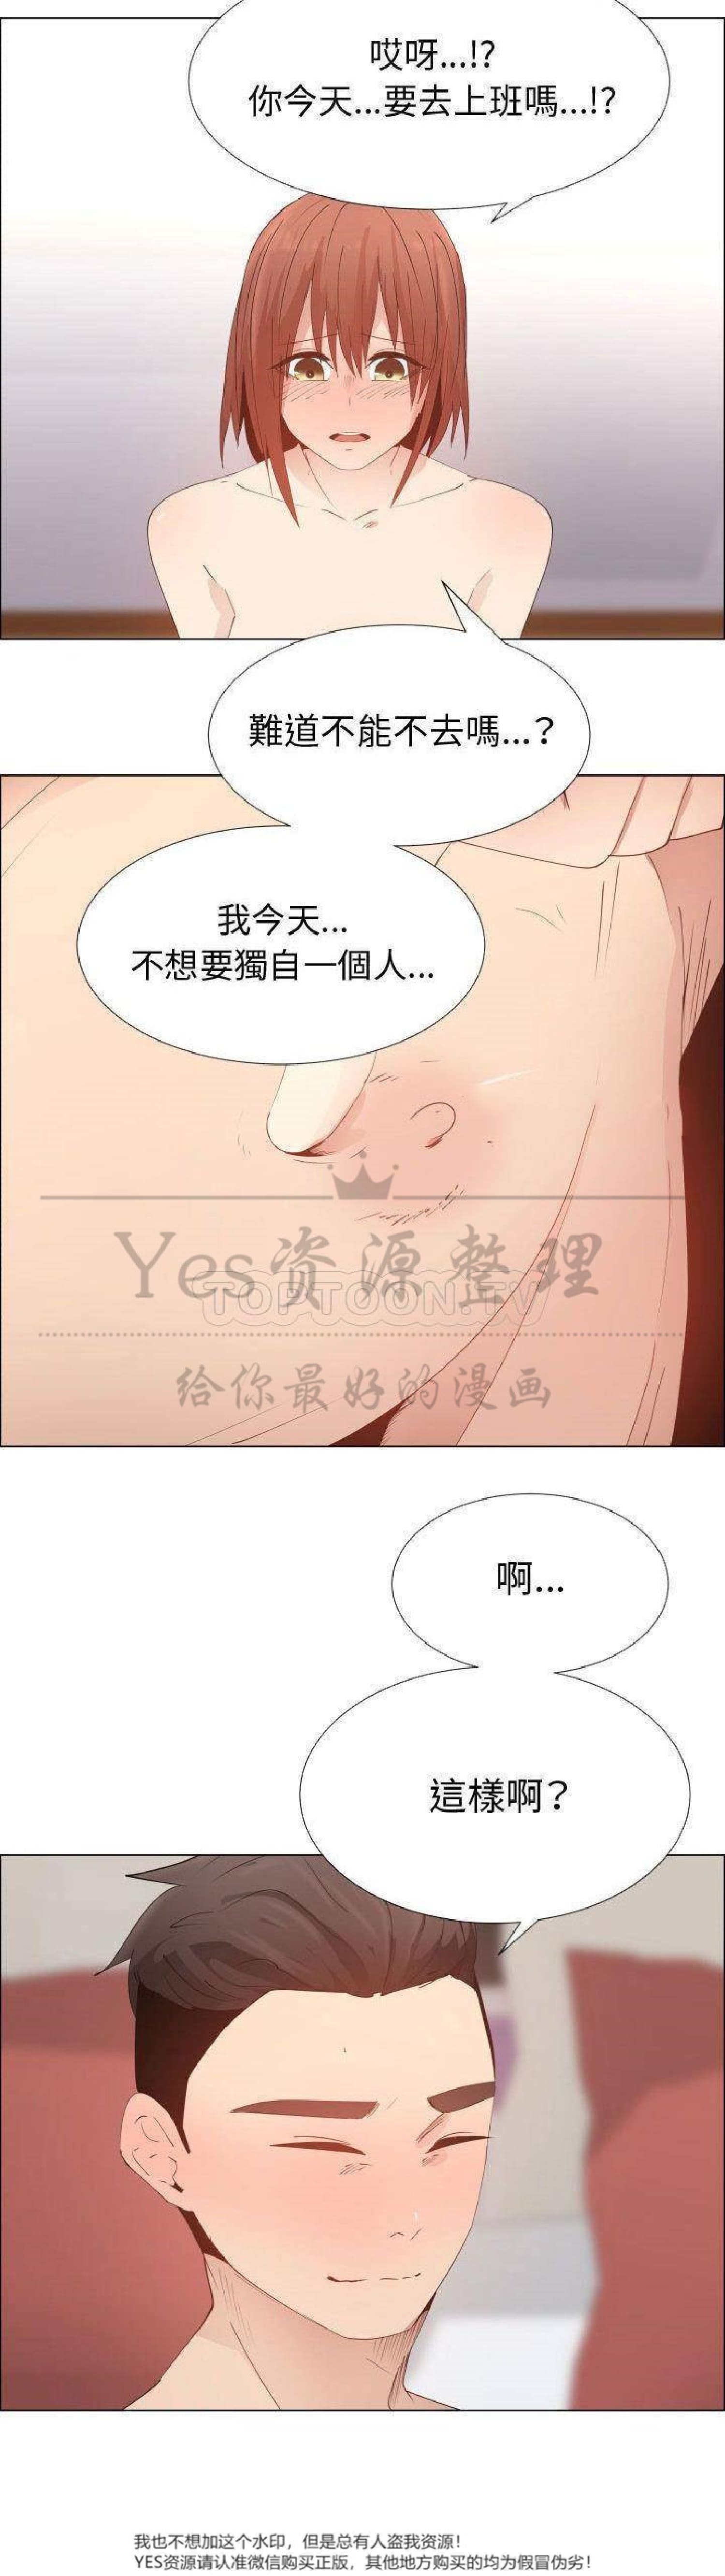 哎呀...!?
你今天...要去上班嗎...!?
難道不能不去嗎...?
我今天...
不想要獨自一個人...
Yes资源整理
TOPTOON.TV
给你最好的漫画
啊...
這樣啊?
我也不想加这个水印，但是总有人盗我资源！
YES资源请认准微信购买正版，其他地方购买的均为假冒伪劣！